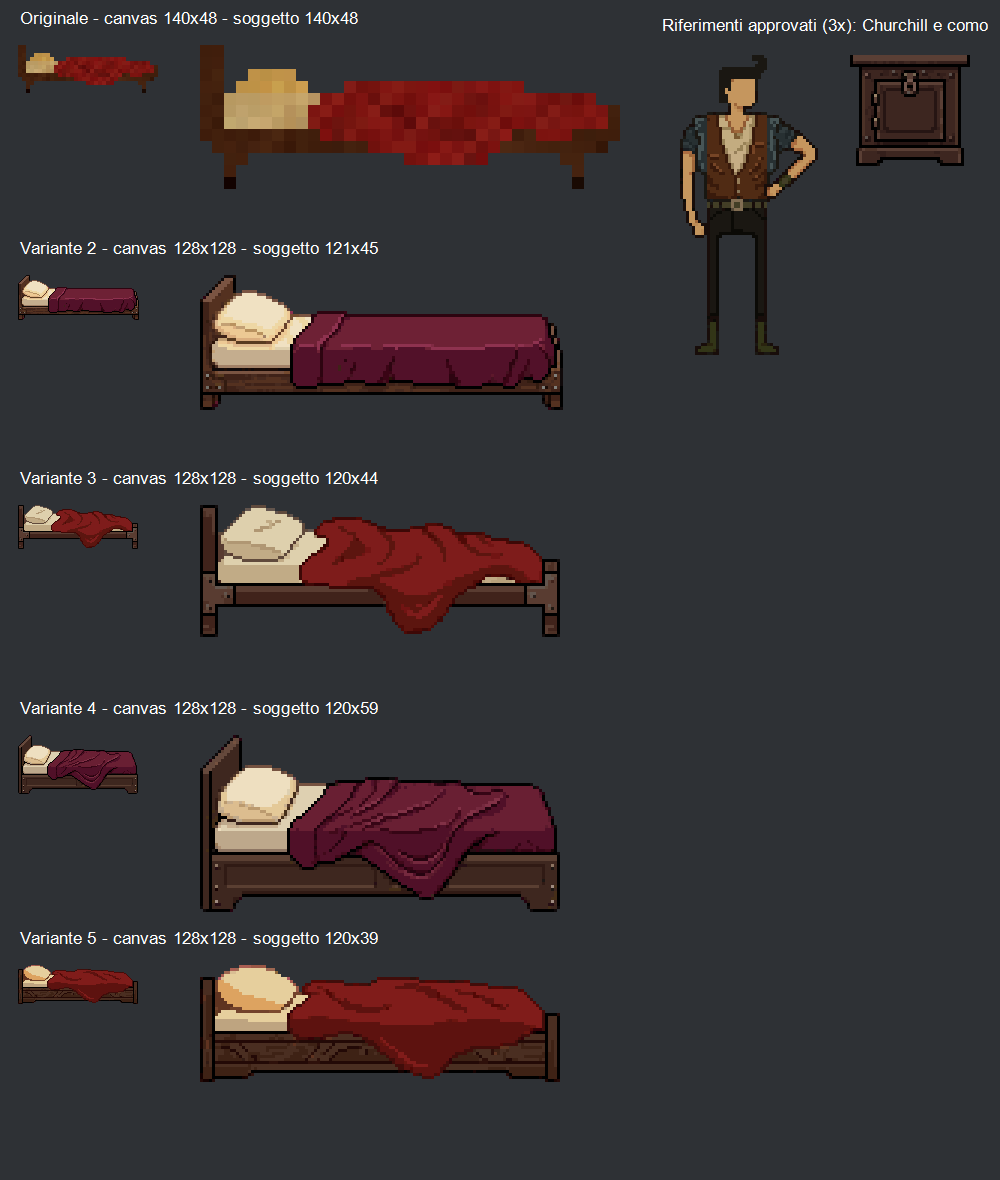 Originale - canvas 140x48 - soggetto 140x48
Riferimenti approvati (3x): Churchill e como
Variante 2 - canvas 128x128 - soggetto 121x45
Variante 3 - canvas 128x128 - soggetto 120x44
Variante 4 - canvas 128x128 - soggetto 120x59
Variante 5 - canvas 128x128 - soggetto 120x39